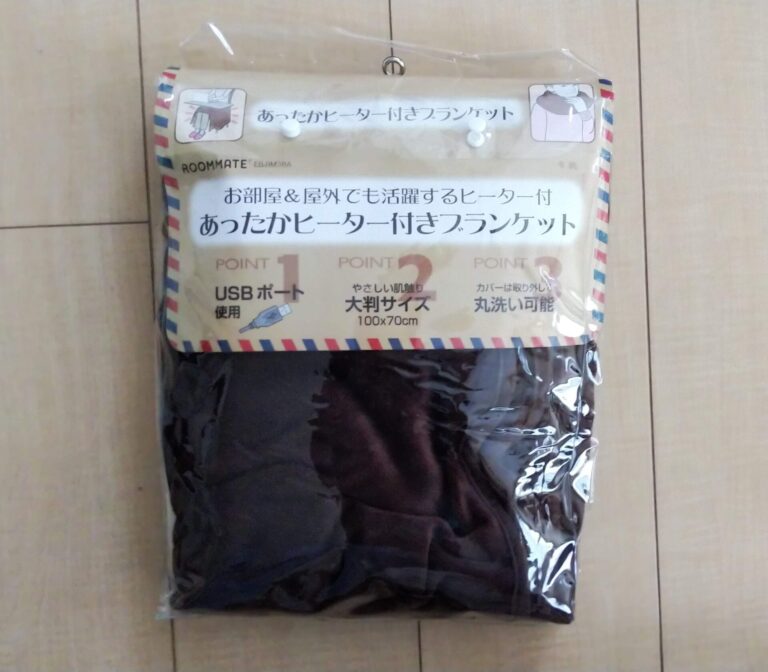 あったかヒーター付きブランケット
ROOMMATE
お部屋&屋外でも活躍するヒーター付
あったかヒーター付きブランケット
POINT 1
USBポート
使用
POINT 2
やさしい肌触り
大判サイズ
100x70cm
POINT 3
カバーは取り外し
丸洗い可能